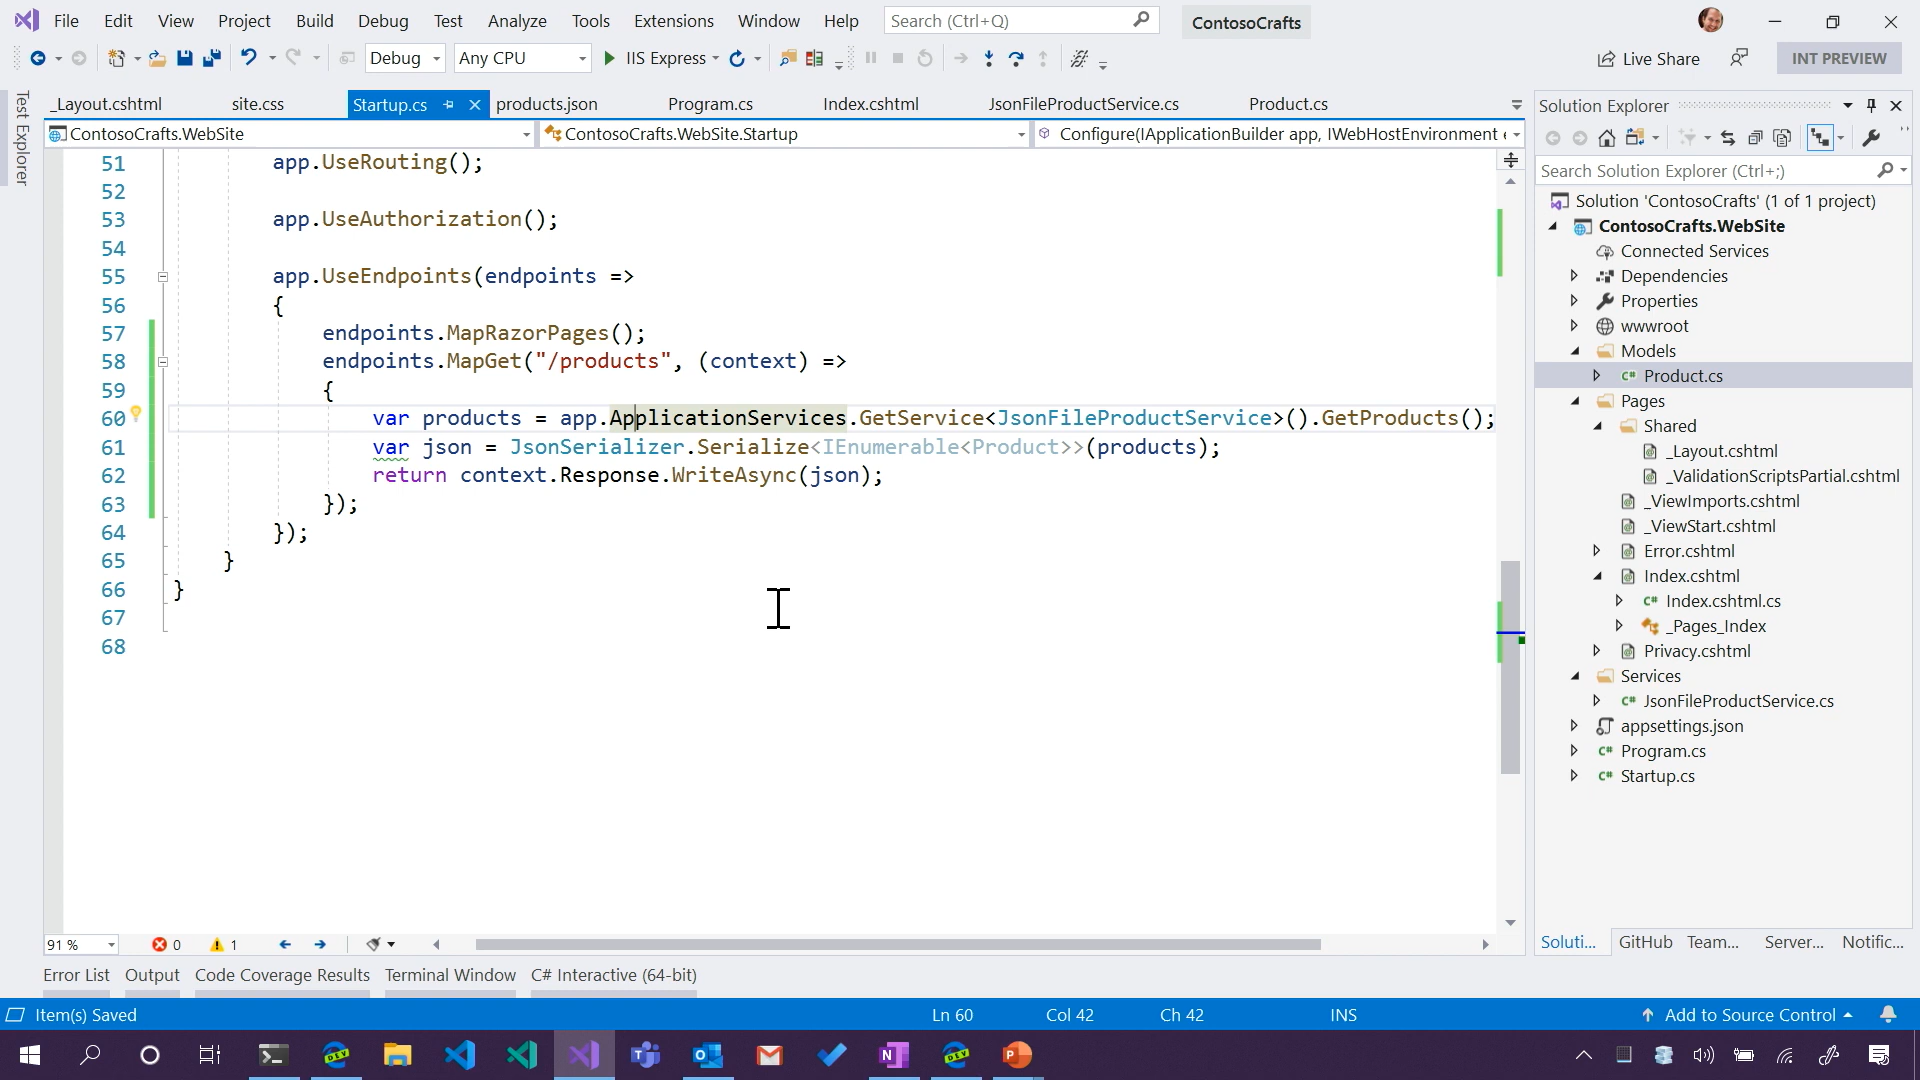 File Edit View Project Build Debug Test Analyze Tools Extensions Window Help Search (Ctrl+Q) ContosoCrafts
Debug Any CPU IIS Express Live Share INT PREVIEW
Test Explorer
_Layout.cshtml site.css Startup.cs products.json Program.cs Index.cshtml JsonFileProductService.cs Product.cs
ContosoCrafts.WebSite ContosoCrafts.WebSite.Startup Configure(IApplicationBuilder app, IWebHostEnvironment e
51 app.UseRouting();
52
53 app.UseAuthorization();
54
55 app.UseEndpoints(endpoints =>
56 {
57 endpoints.MapRazorPages();
58 endpoints.MapGet("/products", (context) =>
59 {
60 var products = app.ApplicationServices.GetService<JsonFileProductService>().GetProducts();
61 var json = JsonSerializer.Serialize<IEnumerable<Product>>(products);
62 return context.Response.WriteAsync(json);
63 });
64 });
65 }
66 }
67
68
91 % 0 1
Error List Output Code Coverage Results Terminal Window C# Interactive (64-bit)
Solution Explorer
Search Solution Explorer (Ctrl+;)
Solution 'ContosoCrafts' (1 of 1 project)
ContosoCrafts.WebSite
Connected Services
Dependencies
Properties
wwwroot
Models
C# Product.cs
Pages
Shared
_Layout.cshtml
_ValidationScriptsPartial.cshtml
_ViewImports.cshtml
_ViewStart.cshtml
Error.cshtml
Index.cshtml
C# Index.cshtml.cs
_Pages_Index
Privacy.cshtml
Services
C# JsonFileProductService.cs
appsettings.json
C# Program.cs
C# Startup.cs
Soluti... GitHub Team... Server... Notific...
Item(s) Saved Ln 60 Col 42 Ch 42 INS Add to Source Control
DEV DEV
N P